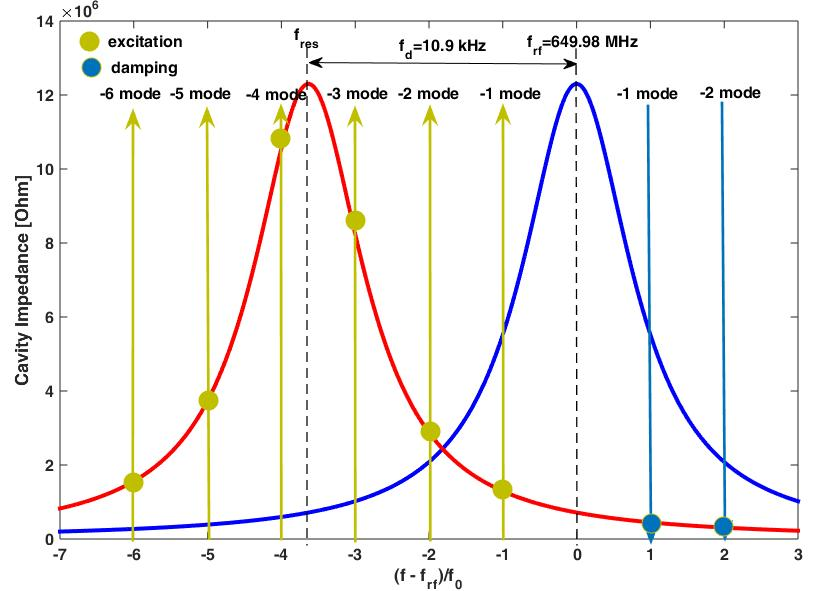 ×10⁶
14
12
10
8
6
4
2
0
Cavity Impedance [Ohm]
excitation
damping
f_res
f_d=10.9 kHz
f_rf=649.98 MHz
-6 mode
-5 mode
-4 mode
-3 mode
-2 mode
-1 mode
-1 mode
-2 mode
-7
-6
-5
-4
-3
-2
-1
0
1
2
3
(f - f_rf)/f_0